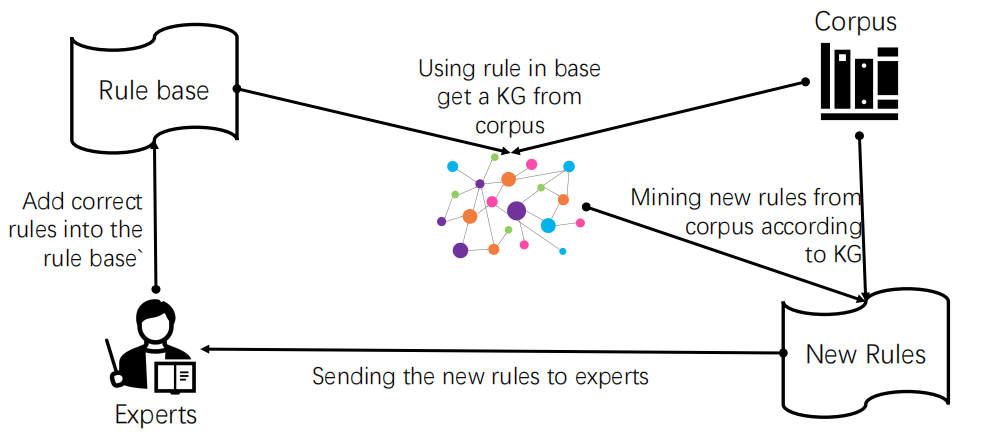 Corpus
Using rule in base
get a KG from
corpus
Rule base
Mining new rules from
corpus according
to KG
Add correct
rules into the
rule base`
New Rules
Sending the new rules to experts
Experts